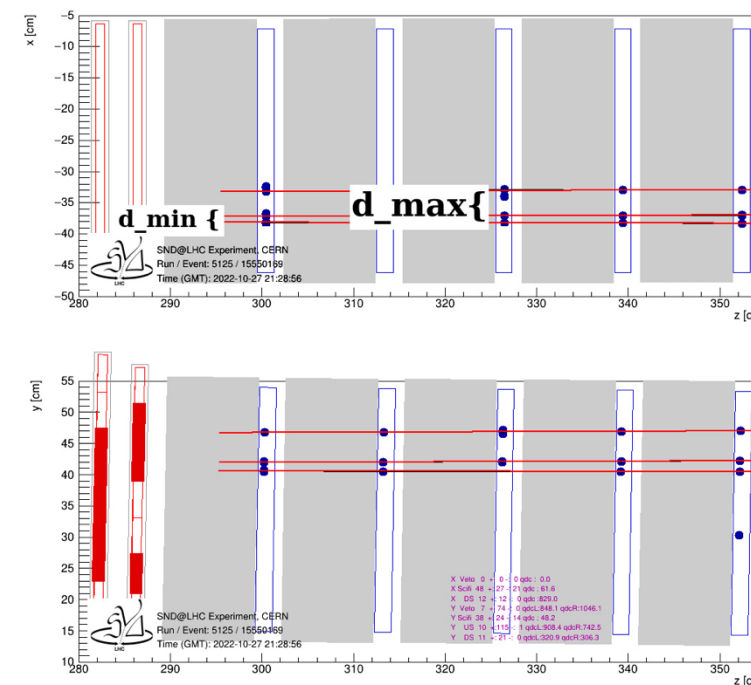 x [cm]
−5
−10
−15
−20
−25
−30
−35
−40
−45
−50
d_min {
d_max{
SND@LHC Experiment, CERN
Run / Event: 5125 / 15550169
Time (GMT): 2022-10-27 21:28:56
SND
LHC
280 290 300 310 320 330 340 350
z [c
y [cm]
55
50
45
40
35
30
25
20
15
10
X Veto 0 +: 0 -: 0 qdc : 0.0
X Scifi 48 +:27 -: 21 qdc : 61.6
X DS 12 +: 12 -: 0 qdc :829.0
Y Veto 7 +:74 -: 0 qdcL:848.1 qdcR:1046.1
Y Scifi 38 +:24 -: 14 qdc : 48.2
Y US 10 +:115 -: 1 qdcL:908.4 qdcR:742.5
Y DS 11 +: 21 -: 0 qdcL:320.9 qdcR:306.3
SND@LHC Experiment, CERN
Run / Event: 5125 / 15550169
Time (GMT): 2022-10-27 21:28:56
SND
LHC
280 290 300 310 320 330 340 350
z [c